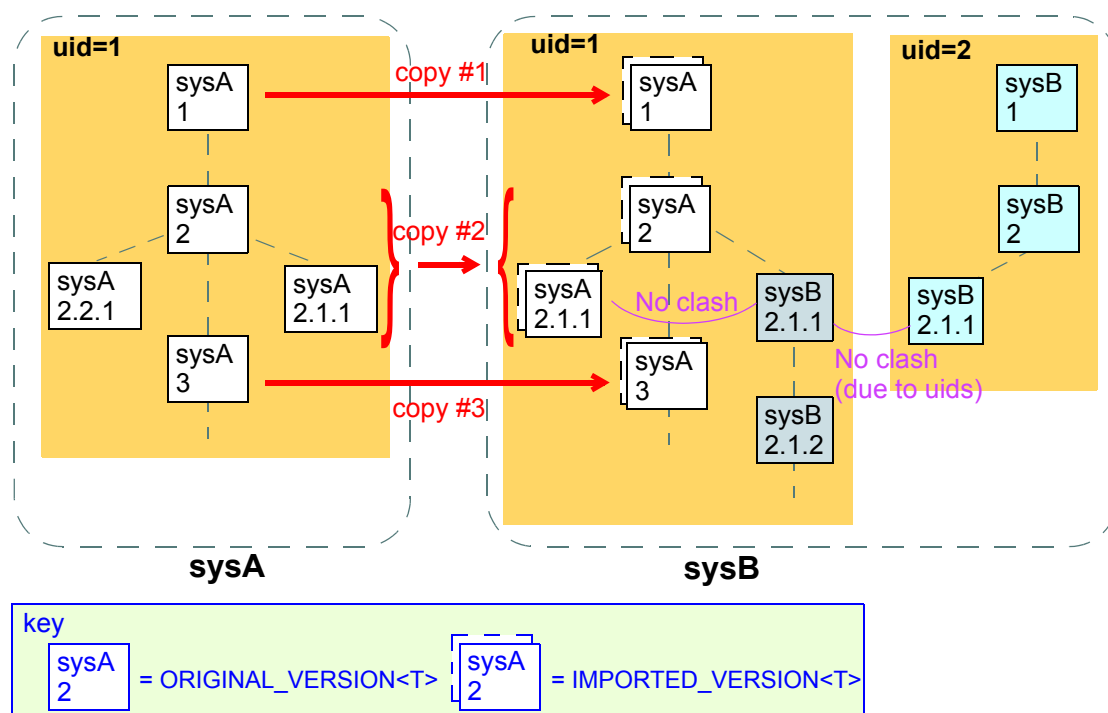 uid=1
sysA
1
sysA
2
sysA
2.2.1
sysA
2.1.1
sysA
3
sysA
copy #1
copy #2
copy #3
uid=1
sysA
1
sysA
2
sysA
2.1.1
No clash
sysB
2.1.1
sysA
3
sysB
2.1.2
uid=2
sysB
1
sysB
2
sysB
2.1.1
No clash
(due to uids)
sysB
key
sysA
2
= ORIGINAL_VERSION<T>
sysA
2
= IMPORTED_VERSION<T>